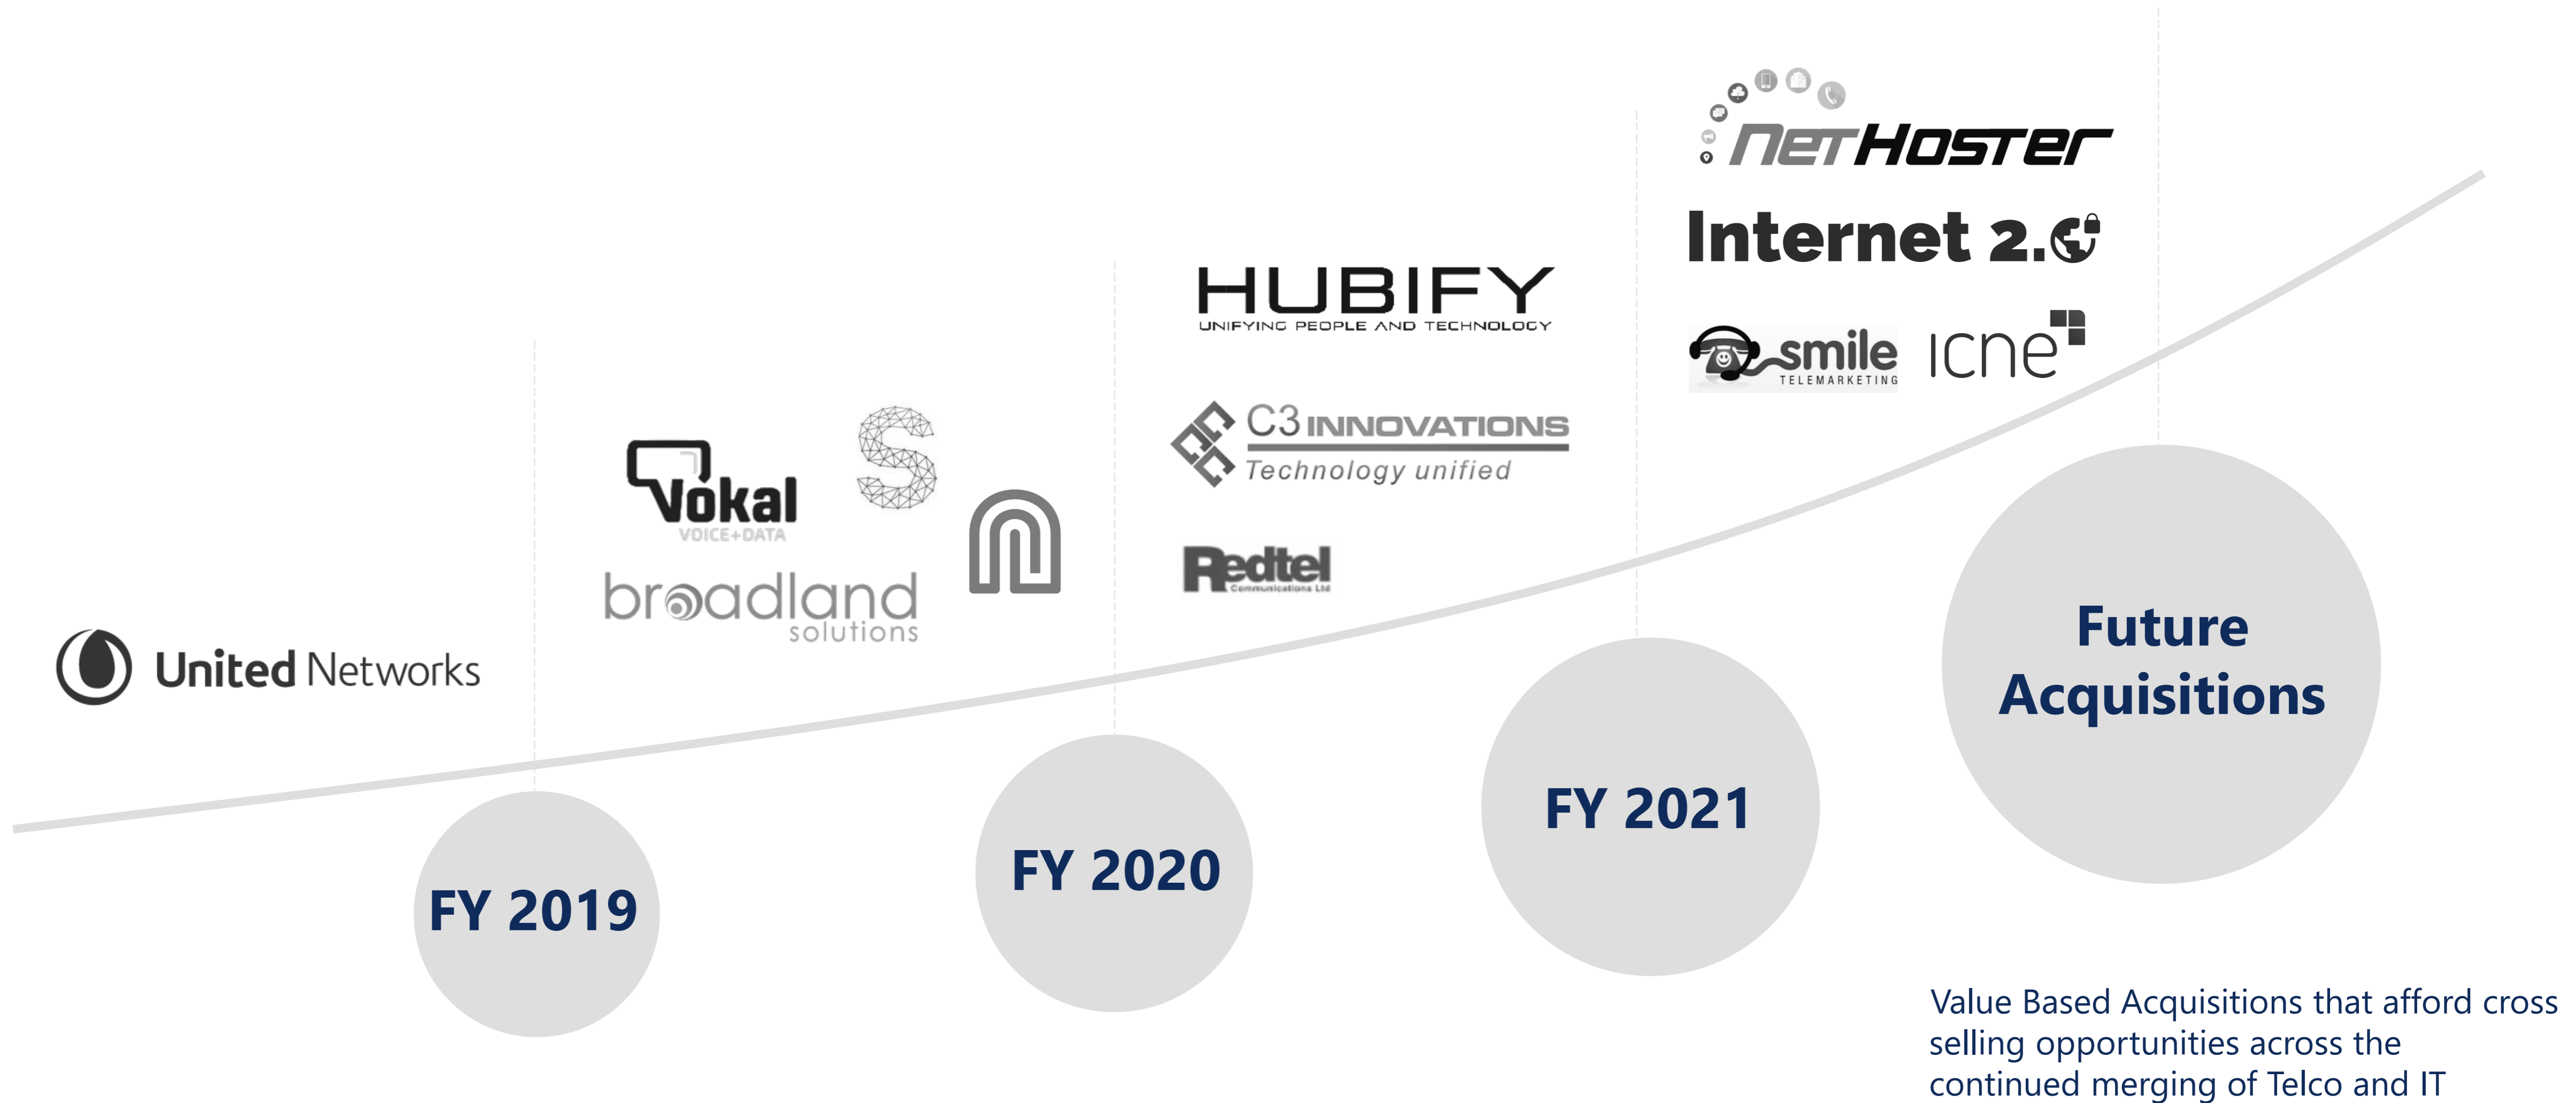 United Networks
Vokal
VOICE+DATA
S
broadland
solutions
HUBIFY
UNIFYING PEOPLE AND TECHNOLOGY
C3 INNOVATIONS
Technology unified
Redtel
Communications Ltd
NETHOSTER
Internet 2.0
smile
TELEMARKETING
ICNE
FY 2019
FY 2020
FY 2021
Future
Acquisitions
Value Based Acquisitions that afford cross
selling opportunities across the
continued merging of Telco and IT